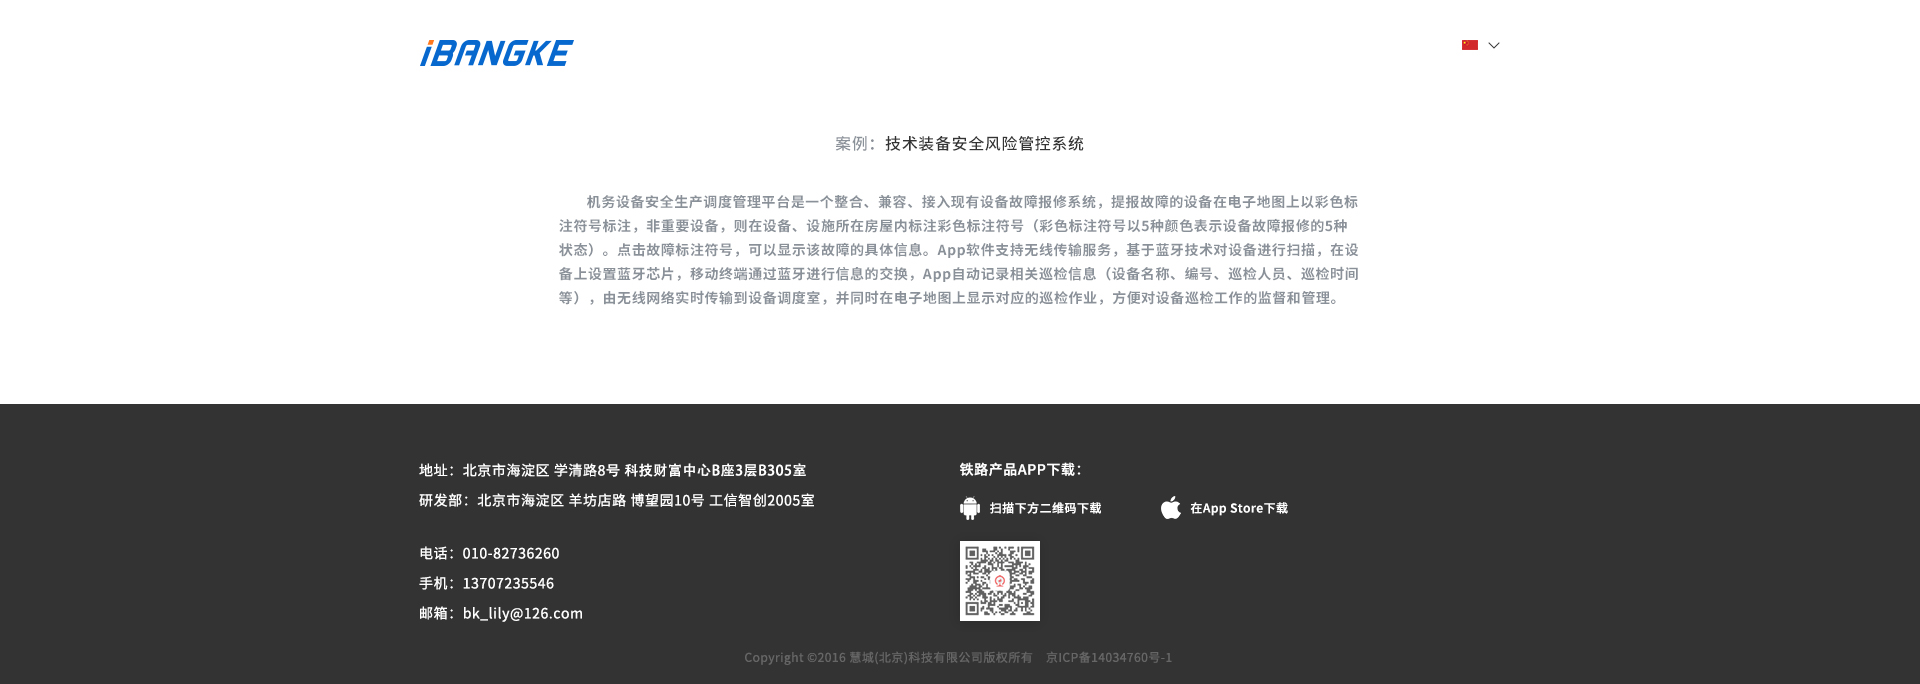 iBANGKE
案例：技术装备安全风险管控系统
机务设备安全生产调度管理平台是一个整合、兼容、接入现有设备故障报修系统，提报故障的设备在电子地图上以彩色标
注符号标注，非重要设备，则在设备、设施所在房屋内标注彩色标注符号（彩色标注符号以5种颜色表示设备故障报修的5种
状态）。点击故障标注符号，可以显示该故障的具体信息。App软件支持无线传输服务，基于蓝牙技术对设备进行扫描，在设
备上设置蓝牙芯片，移动终端通过蓝牙进行信息的交换，App自动记录相关巡检信息（设备名称、编号、巡检人员、巡检时间
等），由无线网络实时传输到设备调度室，并同时在电子地图上显示对应的巡检作业，方便对设备巡检工作的监督和管理。
地址：北京市海淀区 学清路8号 科技财富中心B座3层B305室
研发部：北京市海淀区 羊坊店路 博望园10号 工信智创2005室
电话：010-82736260
手机：13707235546
邮箱：bk_lily@126.com
铁路产品APP下载：
扫描下方二维码下载
在App Store下载
Copyright ©2016 慧城(北京)科技有限公司版权所有 京ICP备14034760号-1